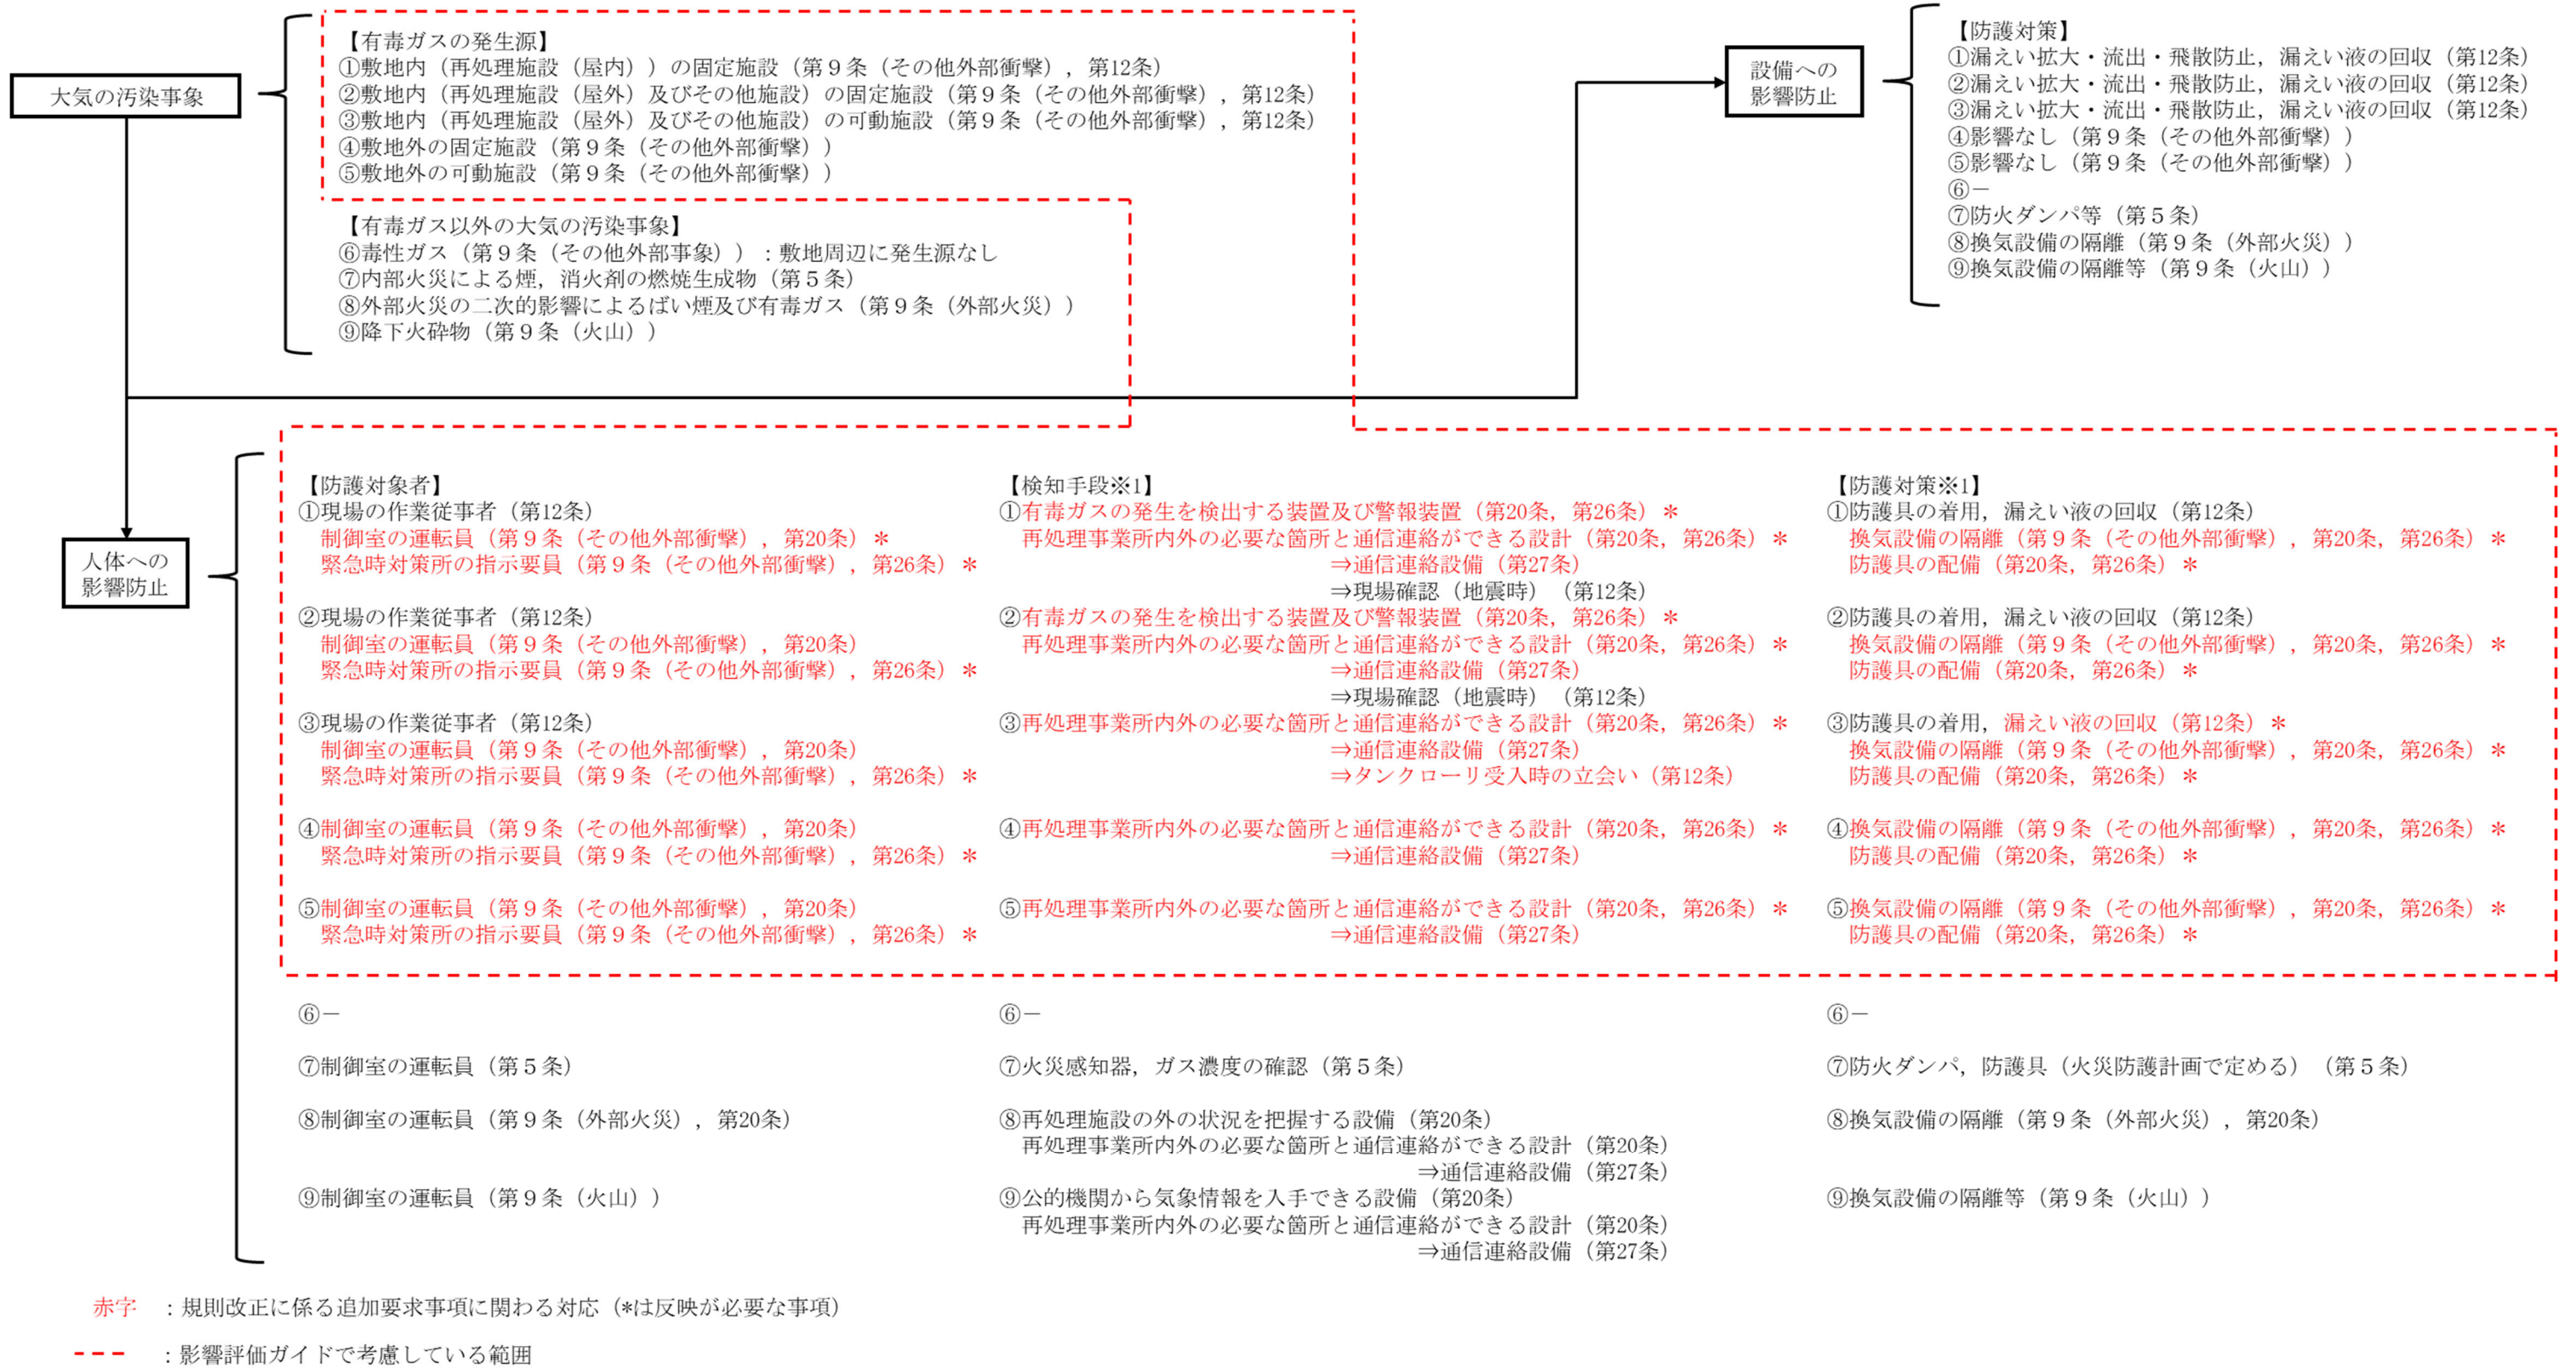 大気の汚染事象
【有毒ガスの発生源】
①敷地内（再処理施設（屋内））の固定施設（第９条（その他外部衝撃），第12条）
②敷地内（再処理施設（屋外）及びその他施設）の固定施設（第９条（その他外部衝撃），第12条）
③敷地内（再処理施設（屋外）及びその他施設）の可動施設（第９条（その他外部衝撃），第12条）
④敷地外の固定施設（第９条（その他外部衝撃））
⑤敷地外の可動施設（第９条（その他外部衝撃））
【有毒ガス以外の大気の汚染事象】
⑥毒性ガス（第９条（その他外部事象））：敷地周辺に発生源なし
⑦内部火災による煙，消火剤の燃焼生成物（第５条）
⑧外部火災の二次的影響によるばい煙及び有毒ガス（第９条（外部火災））
⑨降下火砕物（第９条（火山））
設備への
影響防止
【防護対策】
①漏えい拡大・流出・飛散防止，漏えい液の回収（第12条）
②漏えい拡大・流出・飛散防止，漏えい液の回収（第12条）
③漏えい拡大・流出・飛散防止，漏えい液の回収（第12条）
④影響なし（第９条（その他外部衝撃））
⑤影響なし（第９条（その他外部衝撃））
⑥－
⑦防火ダンパ等（第５条）
⑧換気設備の隔離（第９条（外部火災））
⑨換気設備の隔離等（第９条（火山））
人体への
影響防止
【防護対象者】
①現場の作業従事者（第12条）
制御室の運転員（第９条（その他外部衝撃），第20条）＊
緊急時対策所の指示要員（第９条（その他外部衝撃），第26条）＊
②現場の作業従事者（第12条）
制御室の運転員（第９条（その他外部衝撃），第20条）
緊急時対策所の指示要員（第９条（その他外部衝撃），第26条）＊
③現場の作業従事者（第12条）
制御室の運転員（第９条（その他外部衝撃），第20条）
緊急時対策所の指示要員（第９条（その他外部衝撃），第26条）＊
④制御室の運転員（第９条（その他外部衝撃），第20条）
緊急時対策所の指示要員（第９条（その他外部衝撃），第26条）＊
⑤制御室の運転員（第９条（その他外部衝撃），第20条）
緊急時対策所の指示要員（第９条（その他外部衝撃），第26条）＊
⑥－
⑦制御室の運転員（第５条）
⑧制御室の運転員（第９条（外部火災），第20条）
⑨制御室の運転員（第９条（火山））
【検知手段※1】
①有毒ガスの発生を検出する装置及び警報装置（第20条，第26条）＊
再処理事業所内外の必要な箇所と通信連絡ができる設計（第20条，第26条）＊
⇒通信連絡設備（第27条）
⇒現場確認（地震時）（第12条）
②有毒ガスの発生を検出する装置及び警報装置（第20条，第26条）＊
再処理事業所内外の必要な箇所と通信連絡ができる設計（第20条，第26条）＊
⇒通信連絡設備（第27条）
⇒現場確認（地震時）（第12条）
③再処理事業所内外の必要な箇所と通信連絡ができる設計（第20条，第26条）＊
⇒通信連絡設備（第27条）
⇒タンクローリ受入時の立会い（第12条）
④再処理事業所内外の必要な箇所と通信連絡ができる設計（第20条，第26条）＊
⇒通信連絡設備（第27条）
⑤再処理事業所内外の必要な箇所と通信連絡ができる設計（第20条，第26条）＊
⇒通信連絡設備（第27条）
⑥－
⑦火災感知器，ガス濃度の確認（第５条）
⑧再処理施設の外の状況を把握する設備（第20条）
再処理事業所内外の必要な箇所と通信連絡ができる設計（第20条）
⇒通信連絡設備（第27条）
⑨公的機関から気象情報を入手できる設備（第20条）
再処理事業所内外の必要な箇所と通信連絡ができる設計（第20条）
⇒通信連絡設備（第27条）
【防護対策※1】
①防護具の着用，漏えい液の回収（第12条）
換気設備の隔離（第９条（その他外部衝撃），第20条，第26条）＊
防護具の配備（第20条，第26条）＊
②防護具の着用，漏えい液の回収（第12条）
換気設備の隔離（第９条（その他外部衝撃），第20条，第26条）＊
防護具の配備（第20条，第26条）＊
③防護具の着用，漏えい液の回収（第12条）＊
換気設備の隔離（第９条（その他外部衝撃），第20条，第26条）＊
防護具の配備（第20条，第26条）＊
④換気設備の隔離（第９条（その他外部衝撃），第20条，第26条）＊
防護具の配備（第20条，第26条）＊
⑤換気設備の隔離（第９条（その他外部衝撃），第20条，第26条）＊
防護具の配備（第20条，第26条）＊
⑥－
⑦防火ダンパ，防護具（火災防護計画で定める）（第５条）
⑧換気設備の隔離（第９条（外部火災），第20条）
⑨換気設備の隔離等（第９条（火山））
赤字　：規則改正に係る追加要求事項に関わる対応（*は反映が必要な事項）
：影響評価ガイドで考慮している範囲